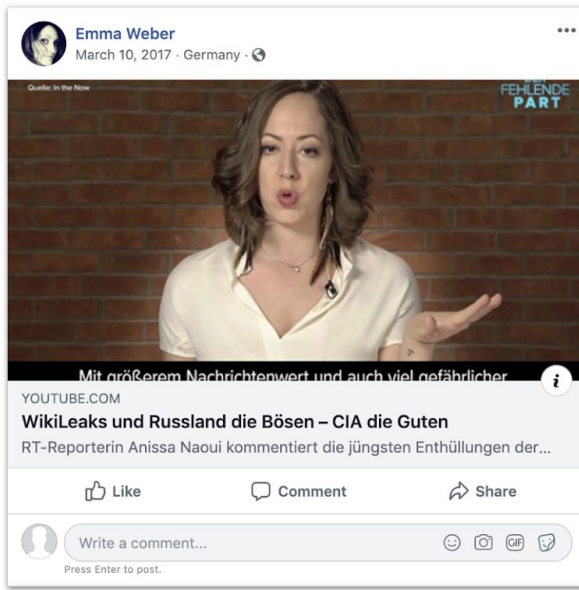 Emma Weber
March 10, 2017 · Germany ·
Quelle: In the Now
DER
FEHLENDE
PART
Mit größerem Nachrichtenwert und auch viel gefährlicher
YOUTUBE.COM
WikiLeaks und Russland die Bösen – CIA die Guten
RT-Reporterin Anissa Naoui kommentiert die jüngsten Enthüllungen der...
Like Comment Share
Write a comment...
GIF
Press Enter to post.